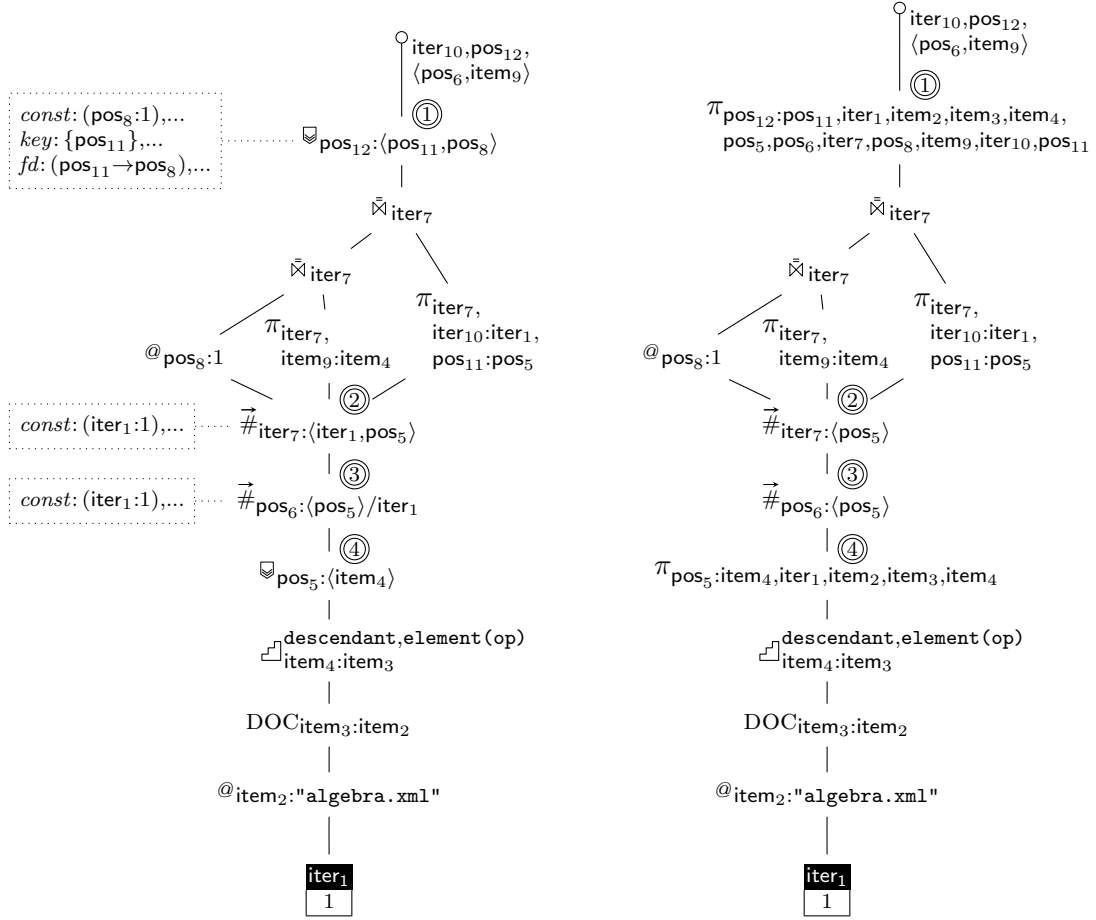 iter₁₀,pos₁₂,
⟨pos₆,item₉⟩
①
const: (pos₈:1),...
key: {pos₁₁},...
fd: (pos₁₁→pos₈),...
pos₁₂:⟨pos₁₁,pos₈⟩
⋈̿ iter₇
⋈̿ iter₇
@pos₈:1
π iter₇,
item₉:item₄
π iter₇,
iter₁₀:iter₁,
pos₁₁:pos₅
②
const: (iter₁:1),...
#⃗ iter₇:⟨iter₁,pos₅⟩
③
const: (iter₁:1),...
#⃗ pos₆:⟨pos₅⟩/iter₁
④
pos₅:⟨item₄⟩
descendant,element(op)
item₄:item₃
DOC item₃:item₂
@item₂:"algebra.xml"
iter₁
1
iter₁₀,pos₁₂,
⟨pos₆,item₉⟩
①
π pos₁₂:pos₁₁,iter₁,item₂,item₃,item₄,
pos₅,pos₆,iter₇,pos₈,item₉,iter₁₀,pos₁₁
⋈̿ iter₇
⋈̿ iter₇
@pos₈:1
π iter₇,
item₉:item₄
π iter₇,
iter₁₀:iter₁,
pos₁₁:pos₅
②
#⃗ iter₇:⟨pos₅⟩
③
#⃗ pos₆:⟨pos₅⟩
④
π pos₅:item₄,iter₁,item₂,item₃,item₄
descendant,element(op)
item₄:item₃
DOC item₃:item₂
@item₂:"algebra.xml"
iter₁
1